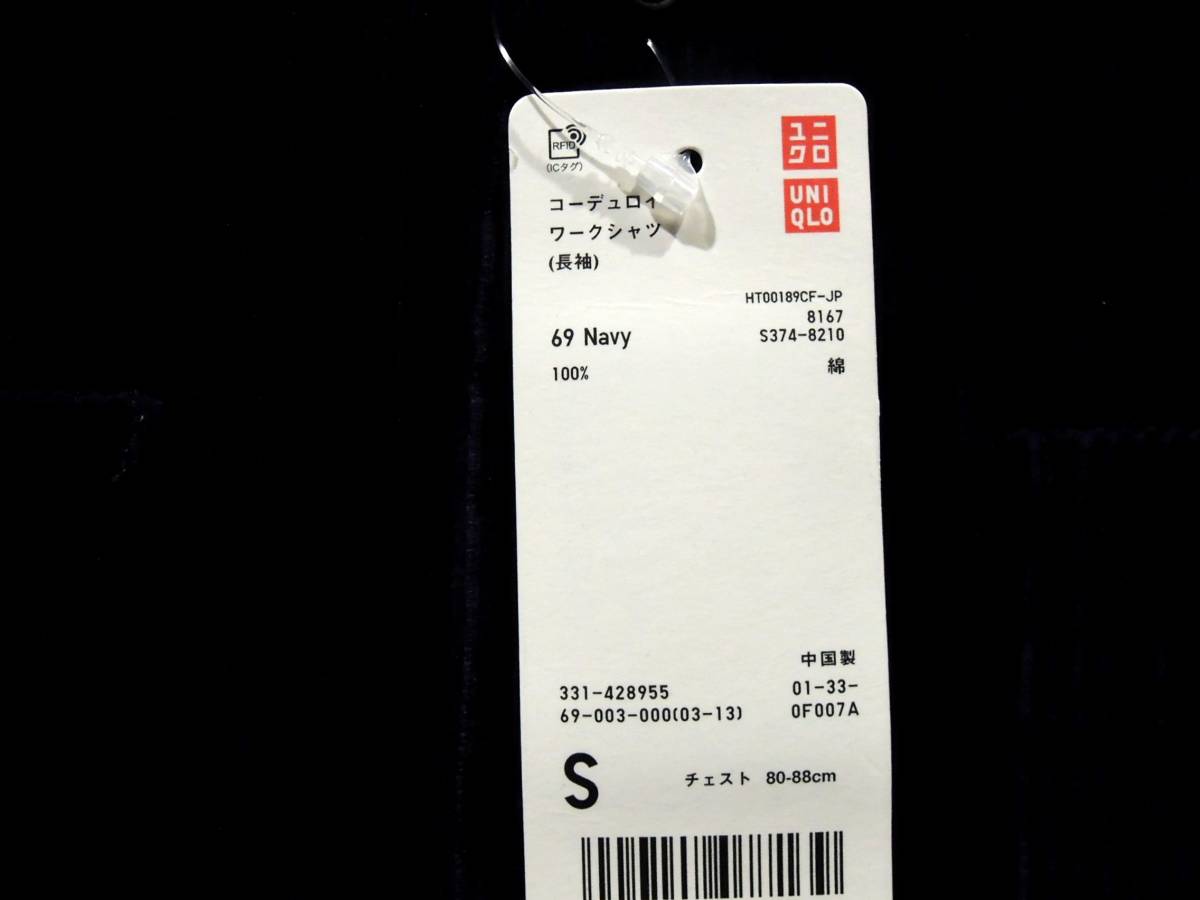 RFID
(ICタグ)
ユニ
クロ
UNI
QLO
コーデュロイ
ワークシャツ
(長袖)
HT00189CF-JP
8167
69 Navy S374-8210
100% 綿
中国製
331-428955 01-33-
69-003-000(03-13) 0F007A
S チェスト 80-88cm